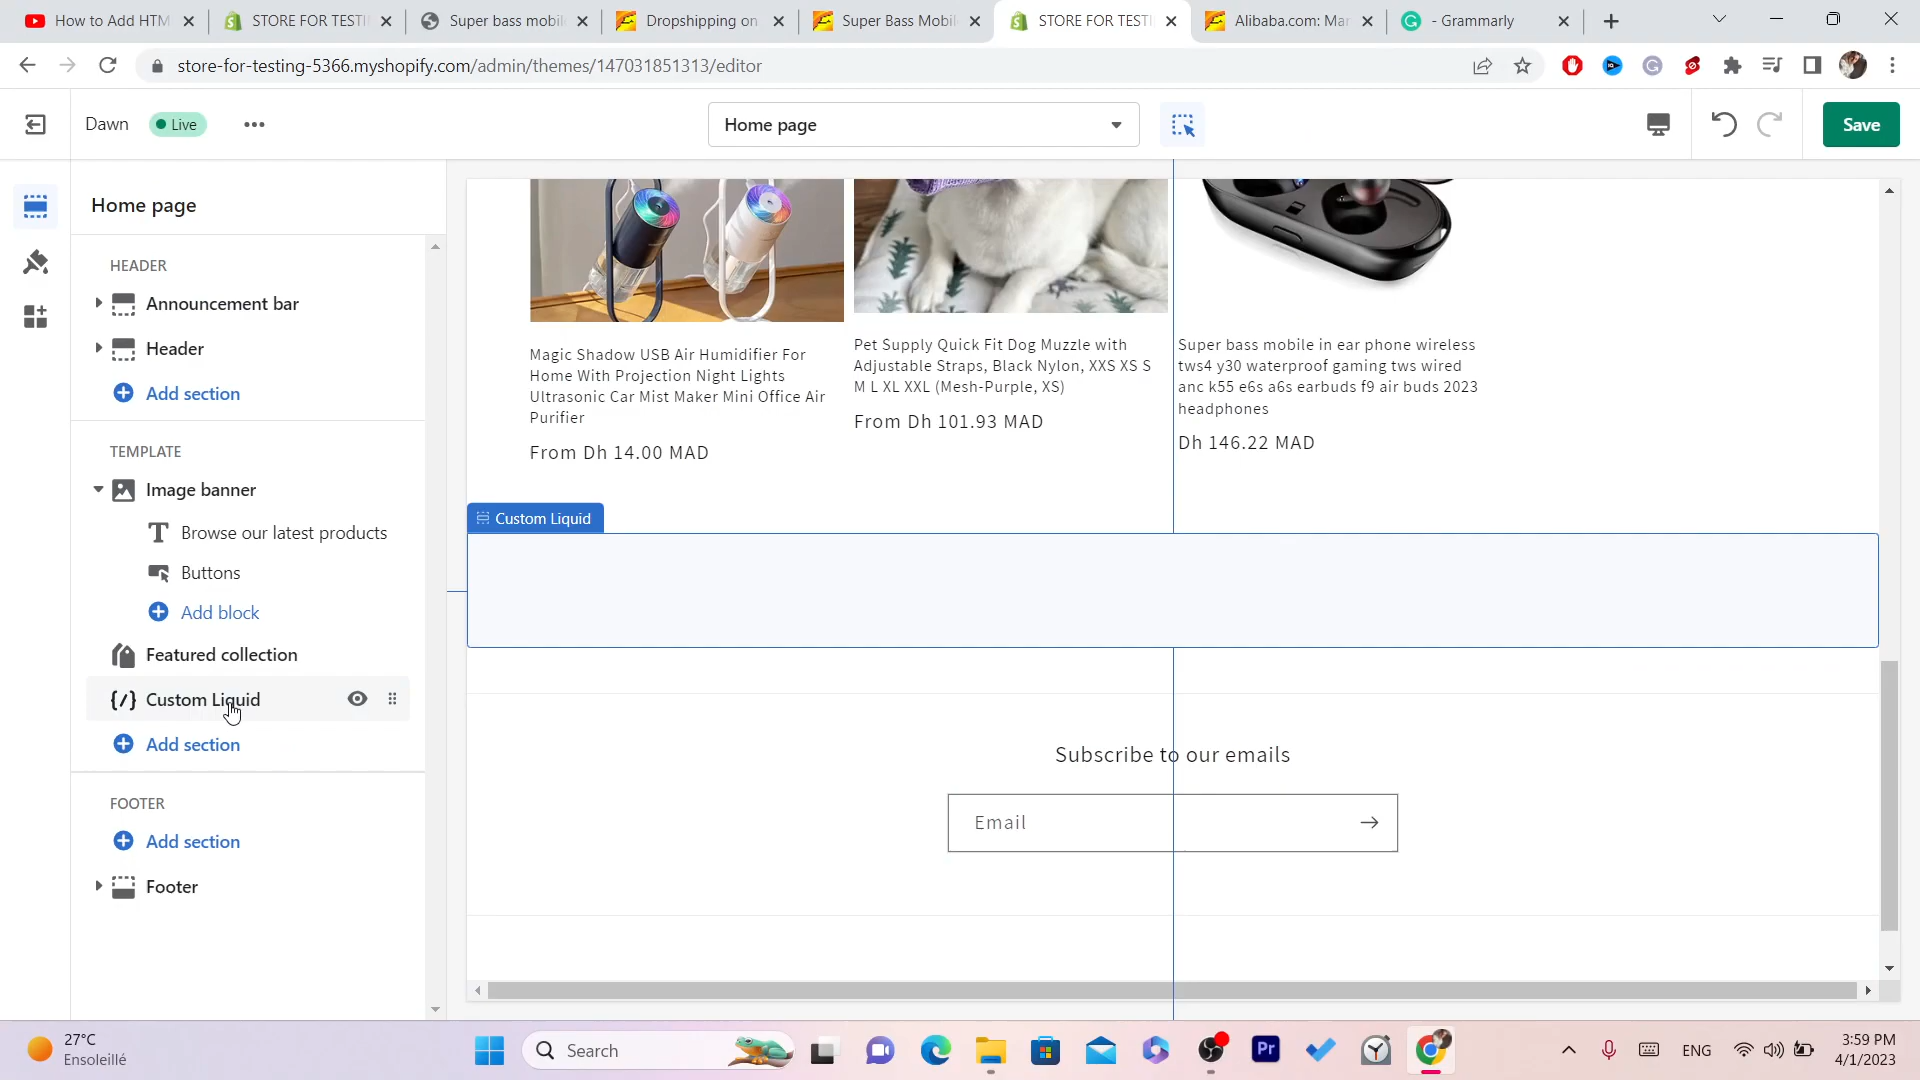 How to Add HTM
STORE FOR TESTI
Super bass mobil
Dropshipping on
Super Bass Mobil
STORE FOR TESTI
Alibaba.com: Mar
- Grammarly
store-for-testing-5366.myshopify.com/admin/themes/147031851313/editor
Dawn
Live
Home page
Save
Home page
HEADER
Announcement bar
Header
Add section
TEMPLATE
Image banner
Browse our latest products
Buttons
Add block
Featured collection
Custom Liquid
Add section
FOOTER
Add section
Footer
Magic Shadow USB Air Humidifier For
Home With Projection Night Lights
Ultrasonic Car Mist Maker Mini Office Air
Purifier
From Dh 14.00 MAD
Pet Supply Quick Fit Dog Muzzle with
Adjustable Straps, Black Nylon, XXS XS S
M L XL XXL (Mesh-Purple, XS)
From Dh 101.93 MAD
Super bass mobile in ear phone wireless
tws4 y30 waterproof gaming tws wired
anc k55 e6s a6s earbuds f9 air buds 2023
headphones
Dh 146.22 MAD
Custom Liquid
Subscribe to our emails
Email
27°C
Ensoleillé
Search
Pr
ENG
3:59 PM
4/1/2023